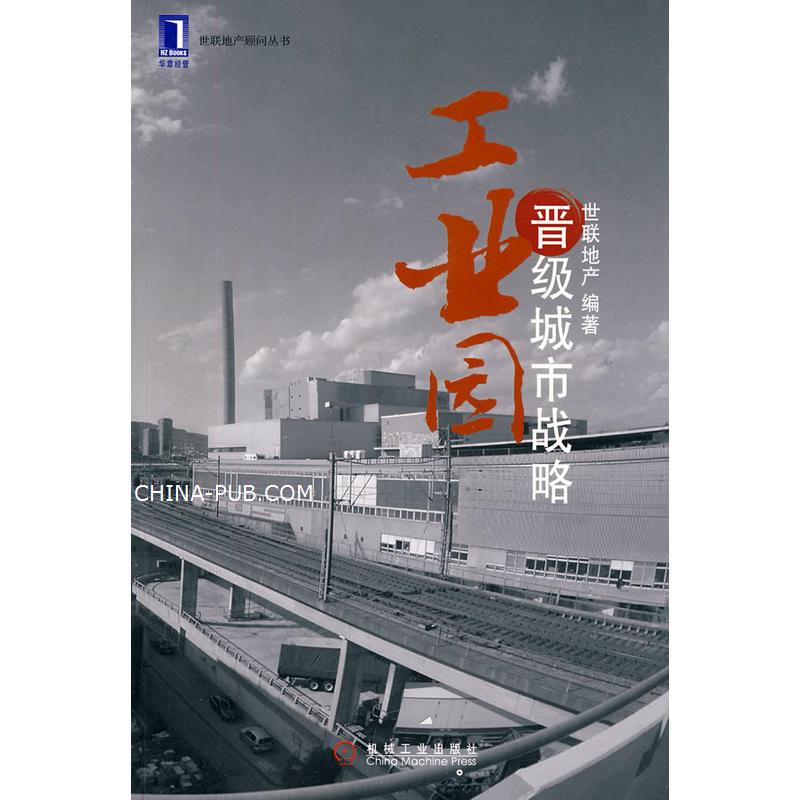 HZ BOOKS
华章经管
世联地产顾问丛书
工业园
晋级城市战略
世联地产 编著
CHINA-PUB.COM
机械工业出版社
China Machine Press